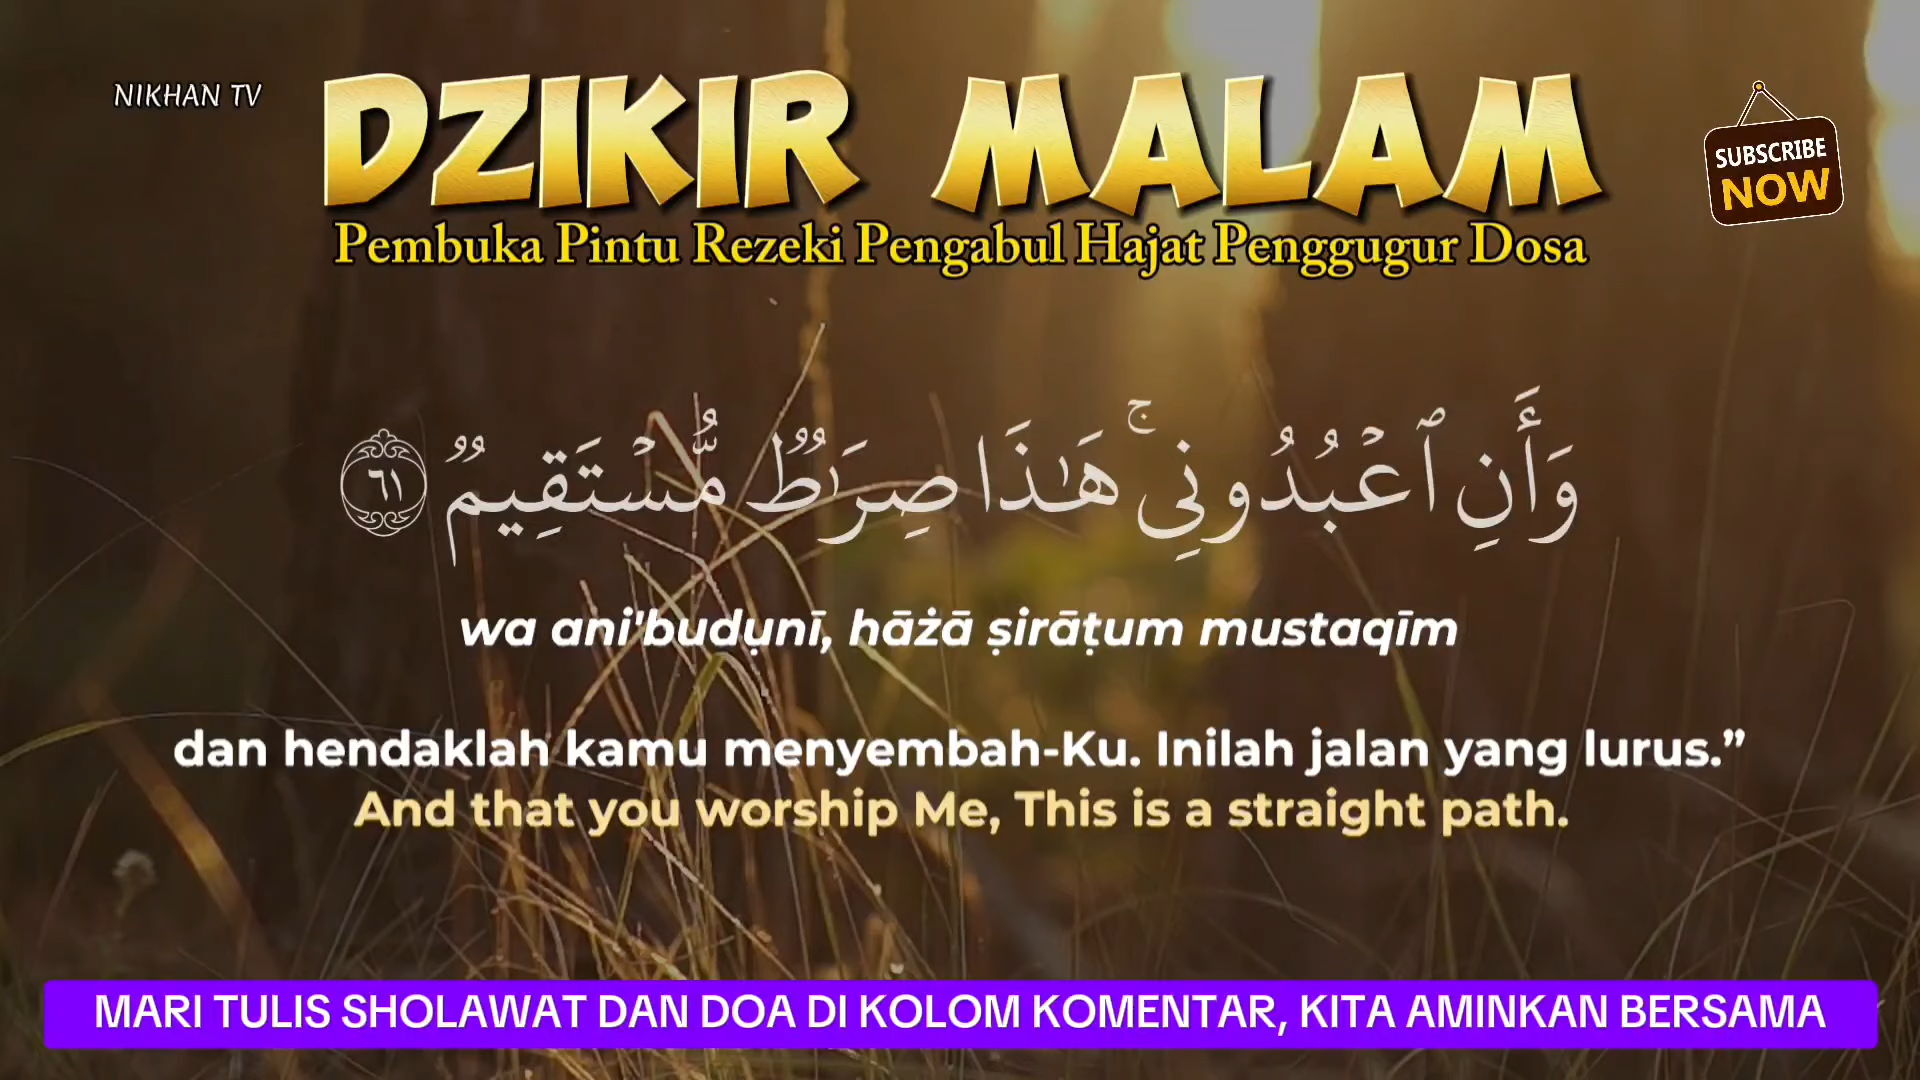 NIKHAN TV
DZIKIR MALAM
SUBSCRIBE
NOW
Pembuka Pintu Rezeki Pengabul Hajat Penggugur Dosa
وَأَنِ ٱعْبُدُونِى ۚ هَـٰذَا صِرَٰطٌ مُّسْتَقِيمٌ ٦١
wa ani'budụnī, hāżā ṣirāṭum mustaqīm
dan hendaklah kamu menyembah-Ku. Inilah jalan yang lurus.”
And that you worship Me, This is a straight path.
MARI TULIS SHOLAWAT DAN DOA DI KOLOM KOMENTAR, KITA AMINKAN BERSAMA